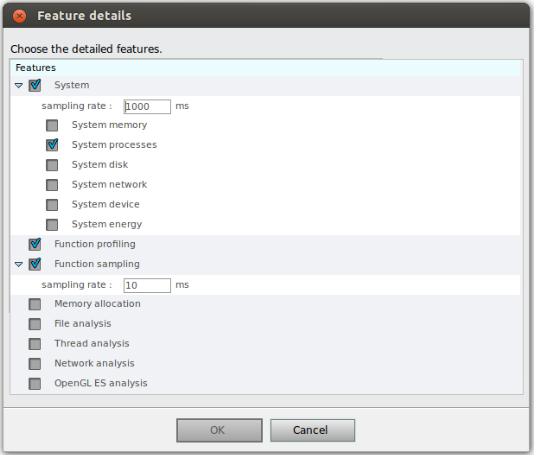 Feature details
Choose the detailed features.
Features
System
sampling rate : 1000 ms
System memory
System processes
System disk
System network
System device
System energy
Function profiling
Function sampling
sampling rate : 10 ms
Memory allocation
File analysis
Thread analysis
Network analysis
OpenGL ES analysis
OK Cancel